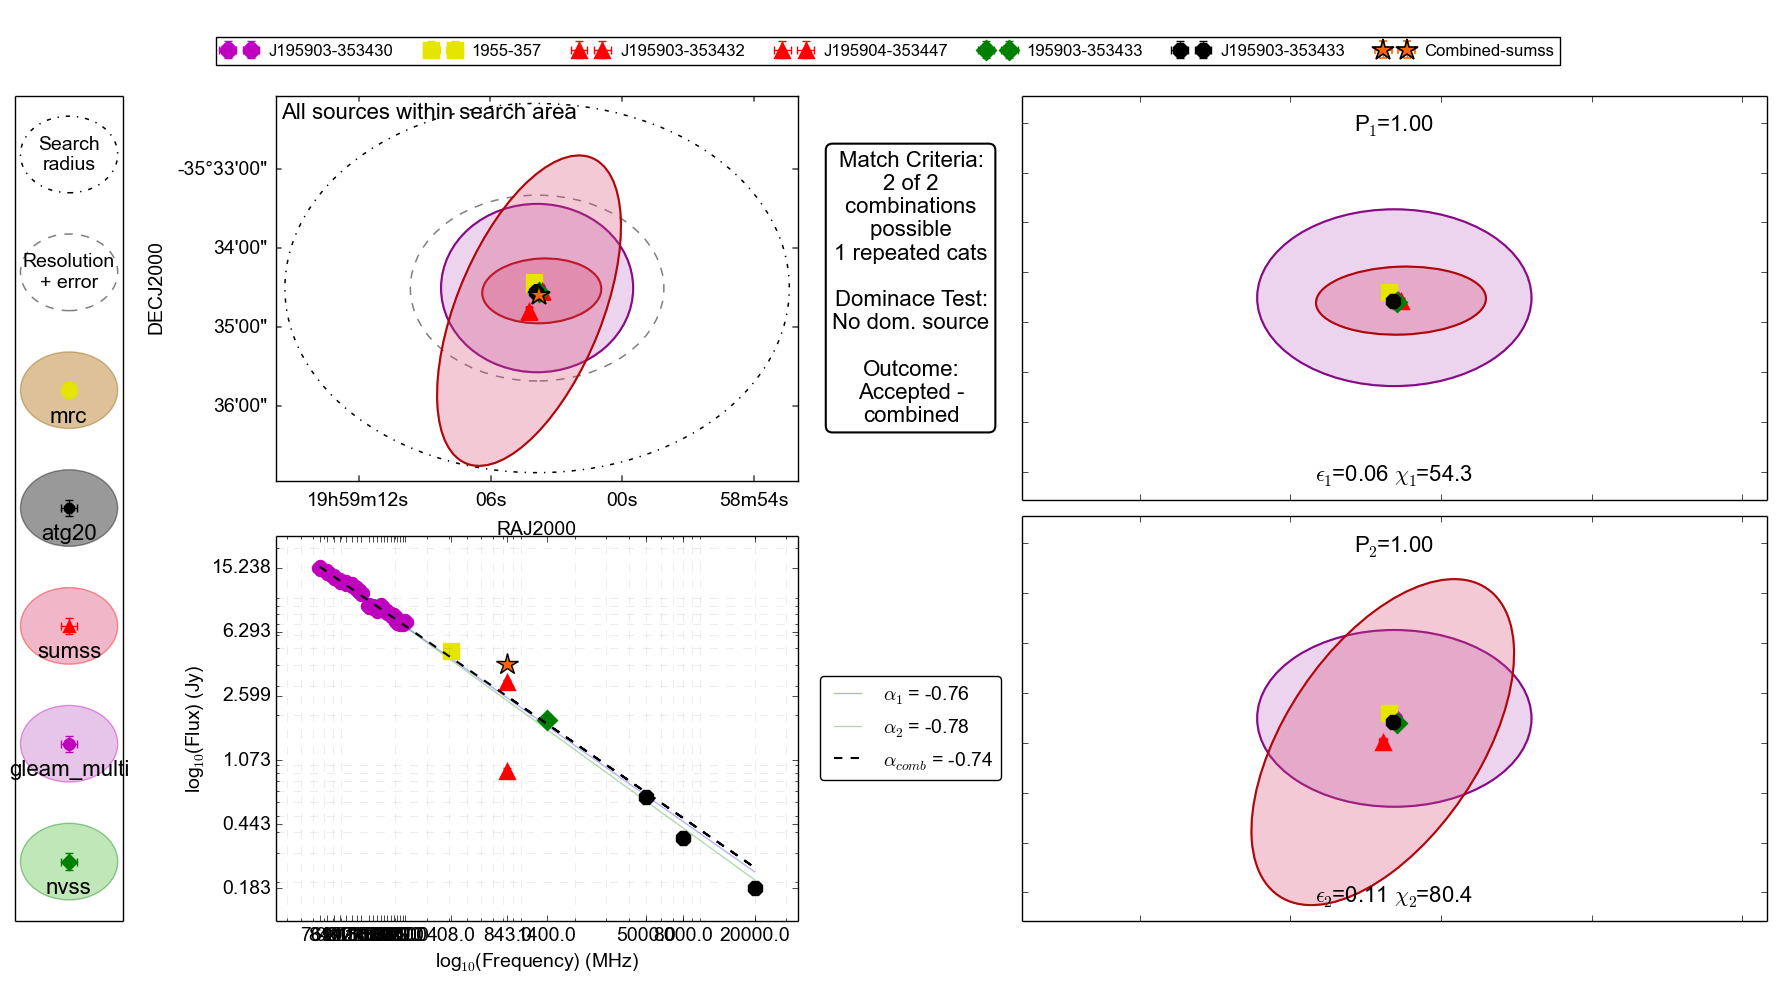 J195903-353430
1955-357
J195903-353432
J195904-353447
195903-353433
J195903-353433
Combined-sumss
Search
radius
Resolution
+ error
mrc
atg20
sumss
gleam_multi
nvss
All sources within search area
DECJ2000
-35°33'00"
34'00"
35'00"
36'00"
19h59m12s
06s
00s
58m54s
RAJ2000
Match Criteria:
2 of 2
combinations
possible
1 repeated cats
Dominace Test:
No dom. source
Outcome:
Accepted -
combined
P1=1.00
ϵ1=0.06 χ1=54.3
P2=1.00
ϵ2=0.11 χ2=80.4
log10(Flux) (Jy)
15.238
6.293
2.599
1.073
0.443
0.183
408.0
843.0
1400.0
5000.0
8000.0
20000.0
log10(Frequency) (MHz)
α1 = -0.76
α2 = -0.78
αcomb = -0.74